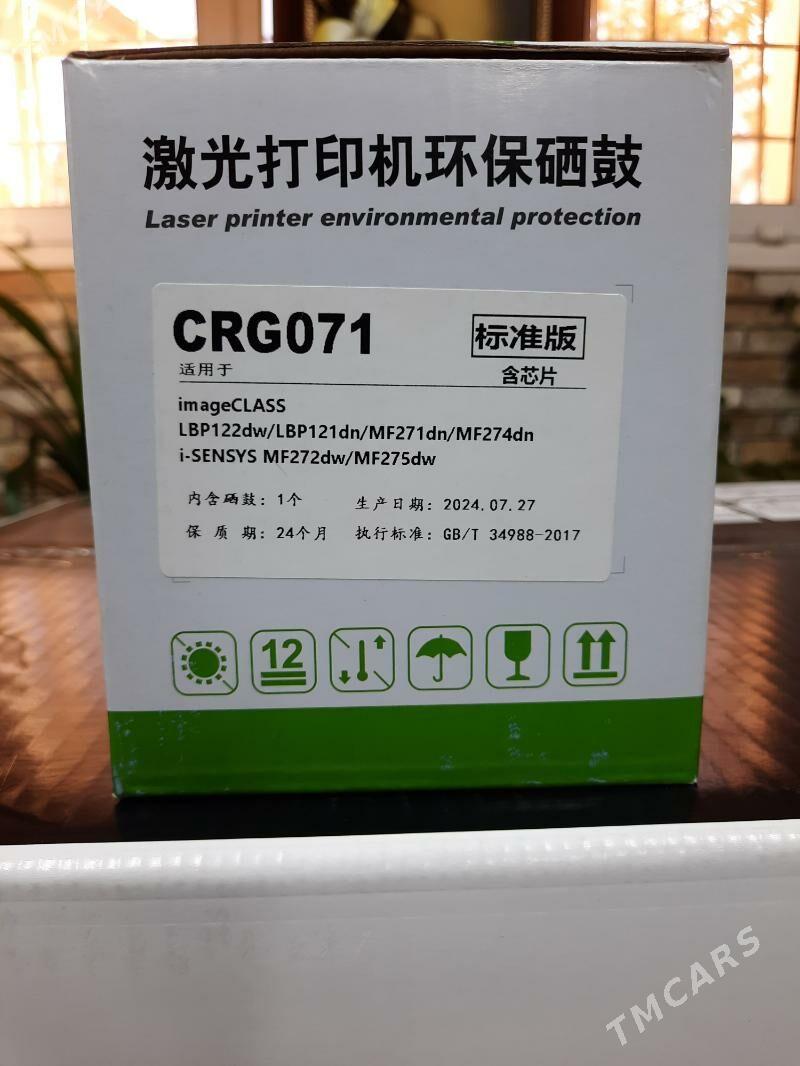 激光打印机环保硒鼓
Laser printer environmental protection
CRG071
标准版
适用于
含芯片
imageCLASS
LBP122dw/LBP121dn/MF271dn/MF274dn
i-SENSYS MF272dw/MF275dw
内含硒鼓：1个 生产日期：2024.07.27
保 质 期：24个月 执行标准：GB/T 34988-2017
12
TMCARS